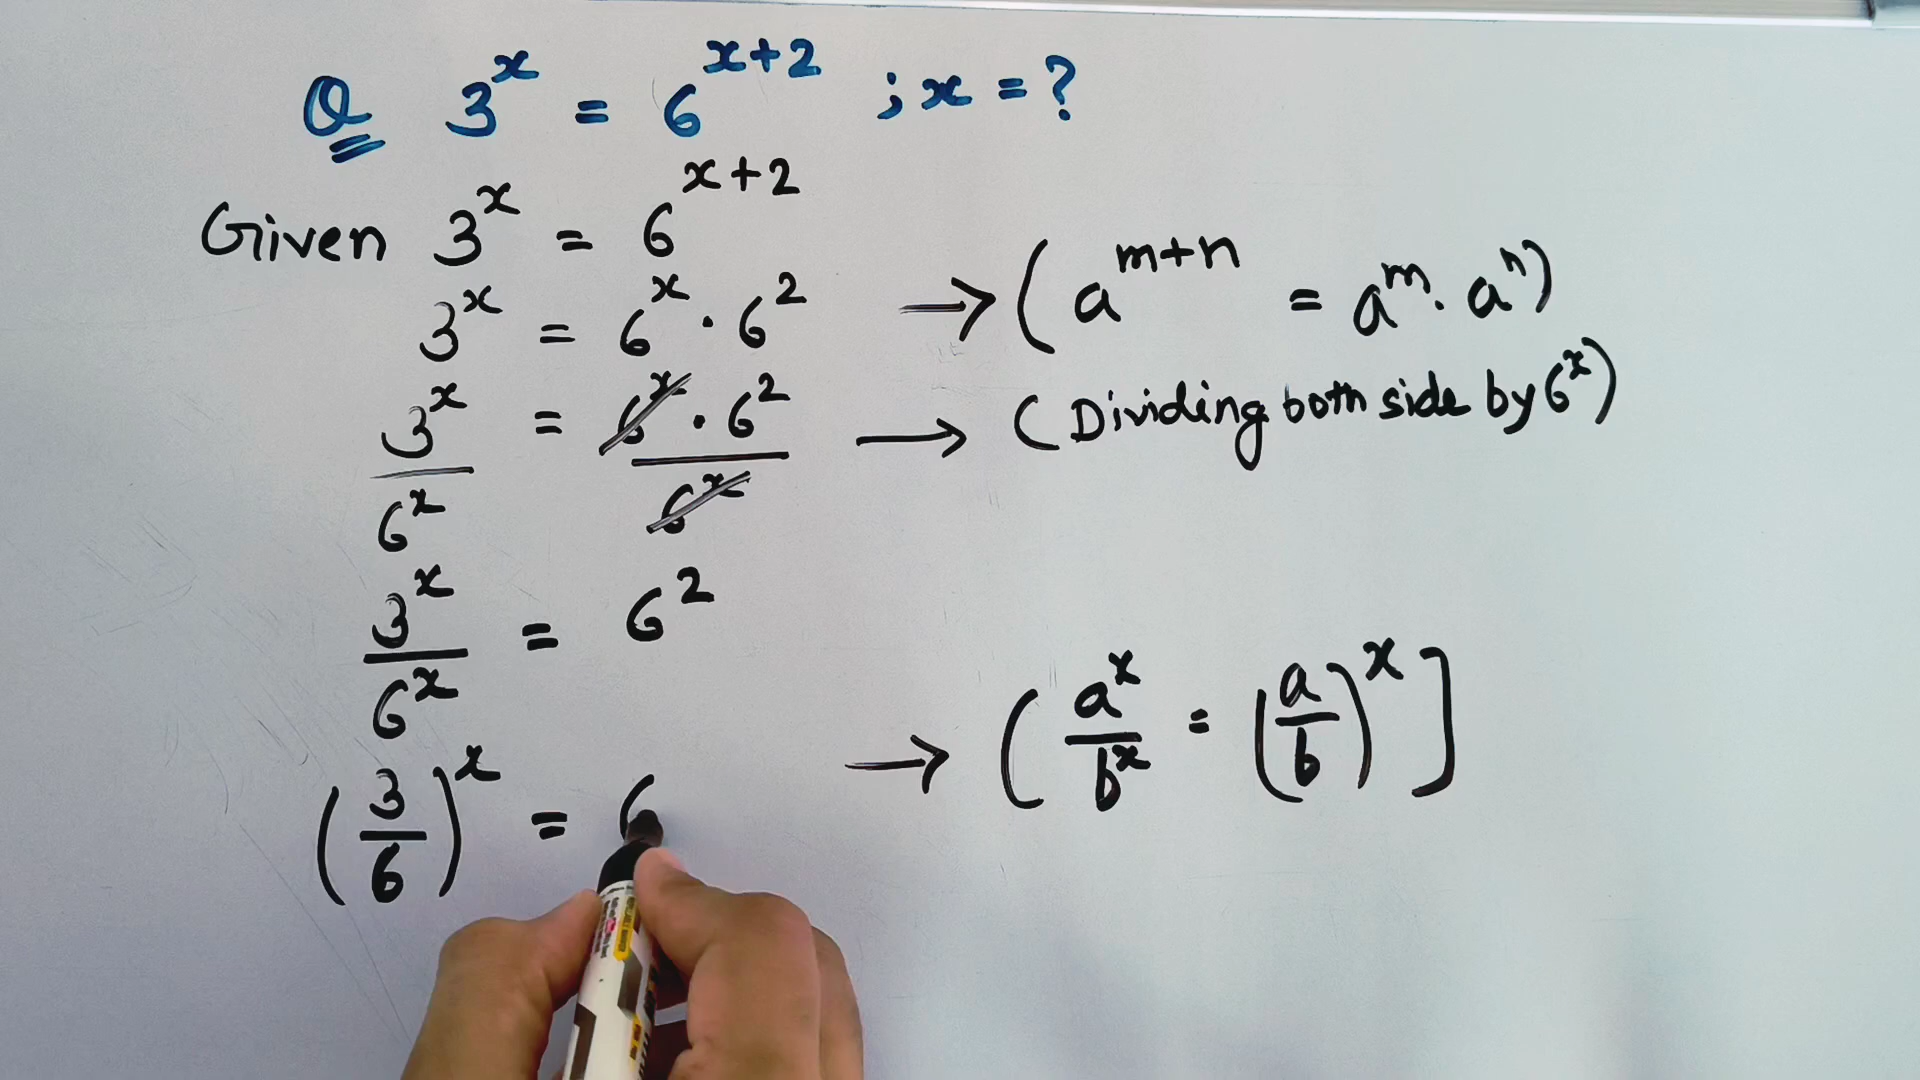 Q 3^x = 6^(x+2) ; x = ?
Given 3^x = 6^(x+2)
3^x = 6^x · 6^2 → (a^(m+n) = a^m · a^n)
3^x/6^x = 6^x · 6^2/6^x → (Dividing both side by 6^x)
3^x/6^x = 6^2
(3/6)^x = 6 → (a^x/b^x = (a/b)^x]